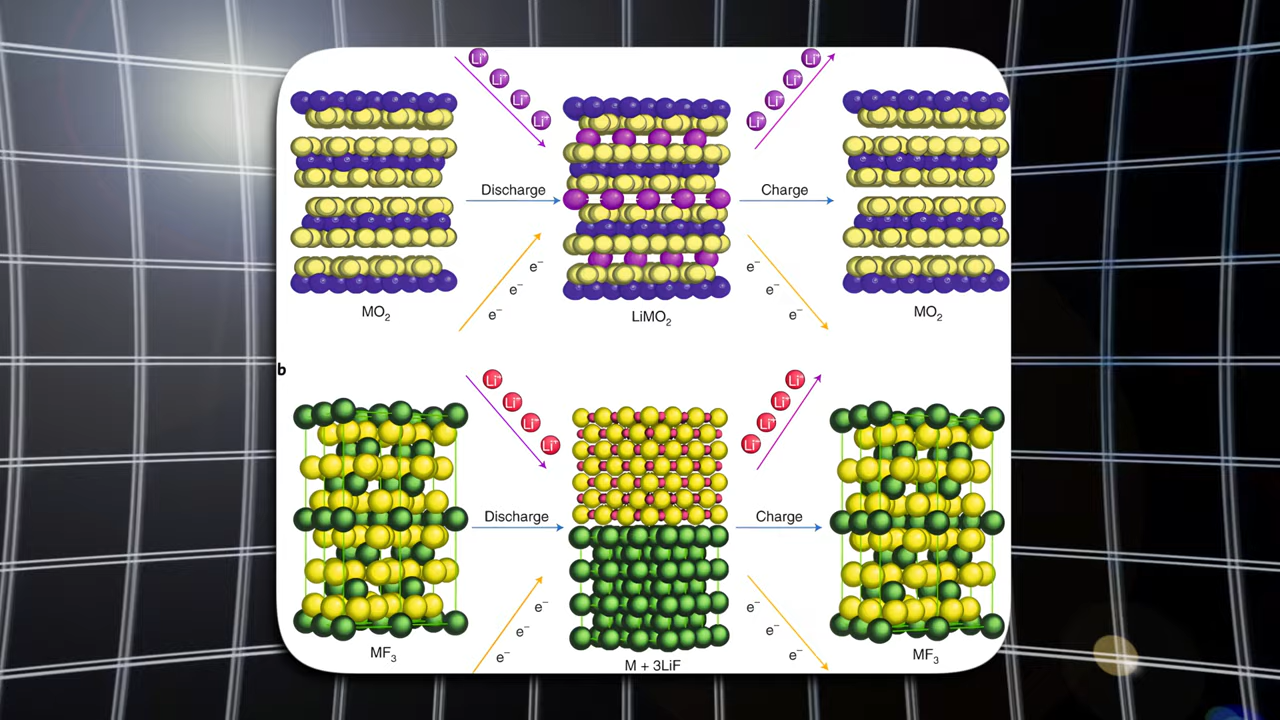 Li⁺ Li⁺ Li⁺ Li⁺
Li⁺ Li⁺ Li⁺ Li⁺
Discharge
Charge
e⁻ e⁻ e⁻
e⁻ e⁻ e⁻
MO₂
LiMO₂
MO₂
b
Li⁺ Li⁺ Li⁺ Li⁺
Li⁺ Li⁺ Li⁺ Li⁺
Discharge
Charge
e⁻ e⁻ e⁻
e⁻ e⁻ e⁻
MF₃
M + 3LiF
MF₃